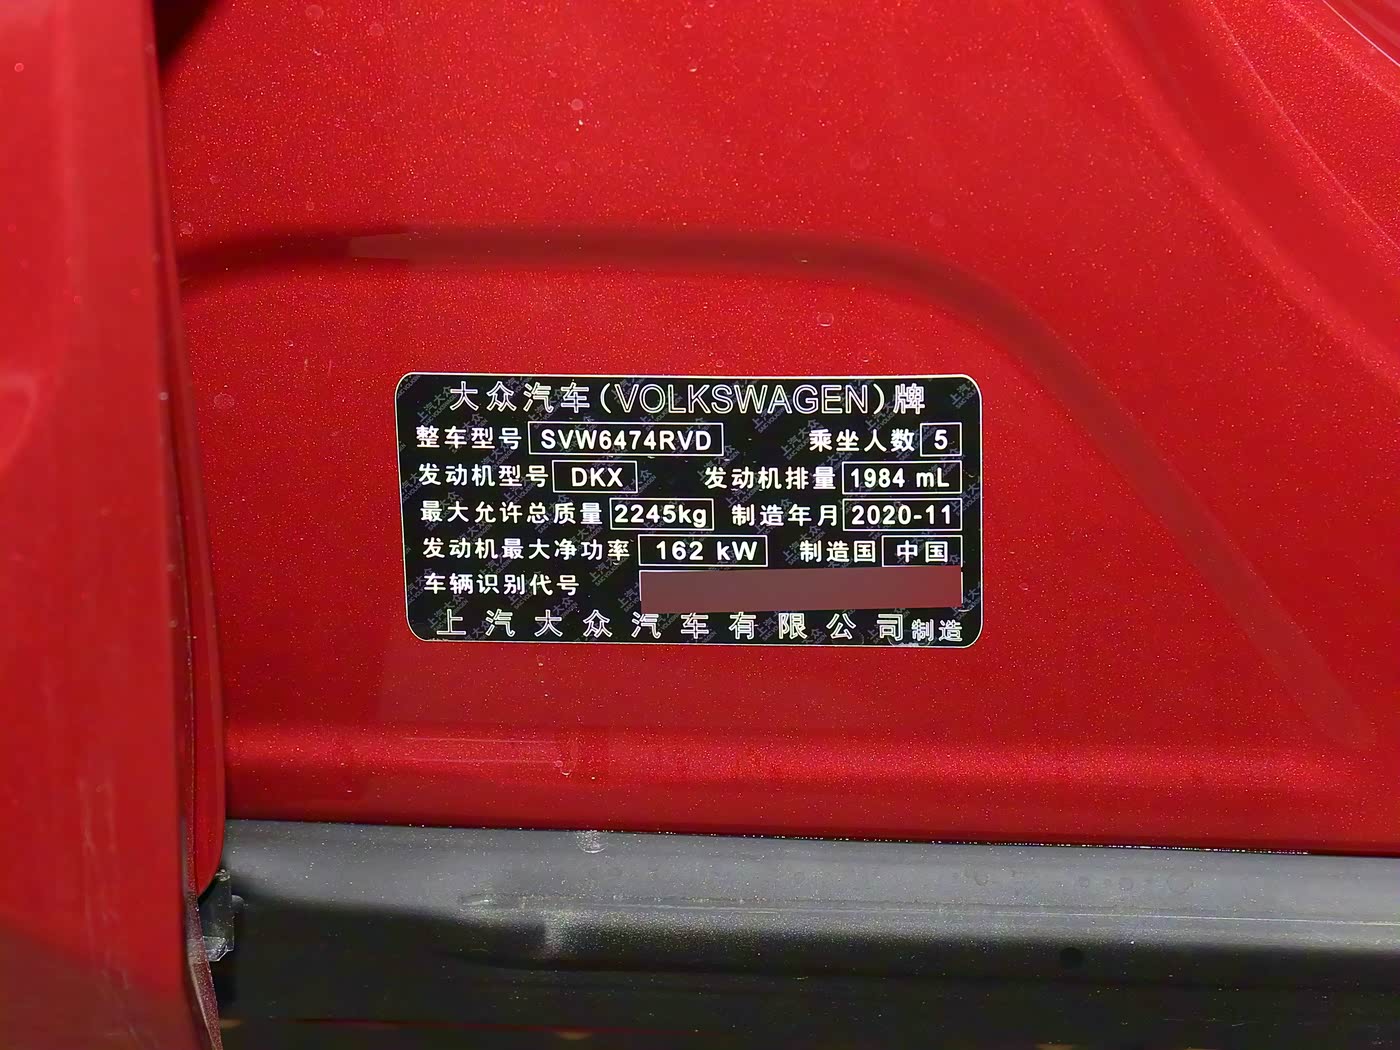 大众汽车(VOLKSWAGEN)牌
整车型号 SVW6474RVD 乘坐人数 5
发动机型号 DKX 发动机排量 1984 mL
最大允许总质量 2245kg 制造年月 2020-11
发动机最大净功率 162 kW 制造国 中国
车辆识别代号
上汽大众汽车有限公司制造